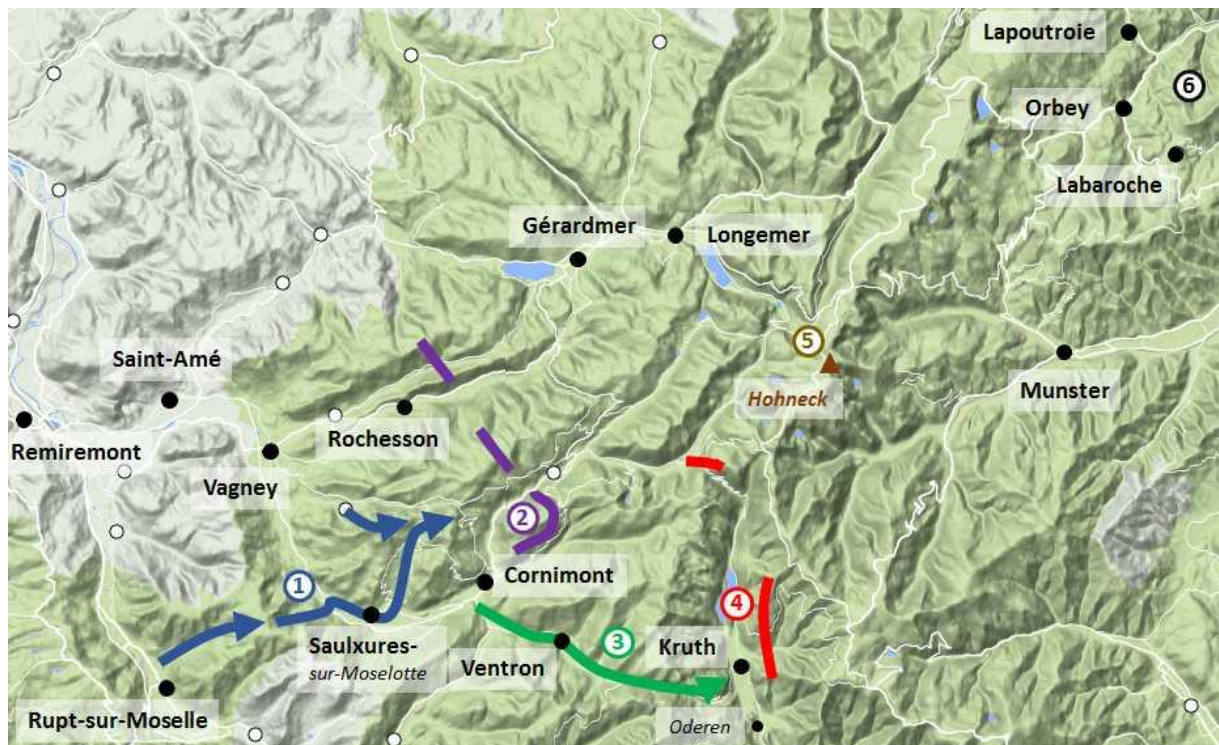 Lapoutroie
6
Orbey
Labaroche
Gérardmer
Longemer
5
Hohneck
Munster
Saint-Amé
Remiremont
Rochesson
Vagney
2
Cornimont
1
4
Saulxures-
sur-Moselotte
3
Kruth
Ventron
Rupt-sur-Moselle
Oderen